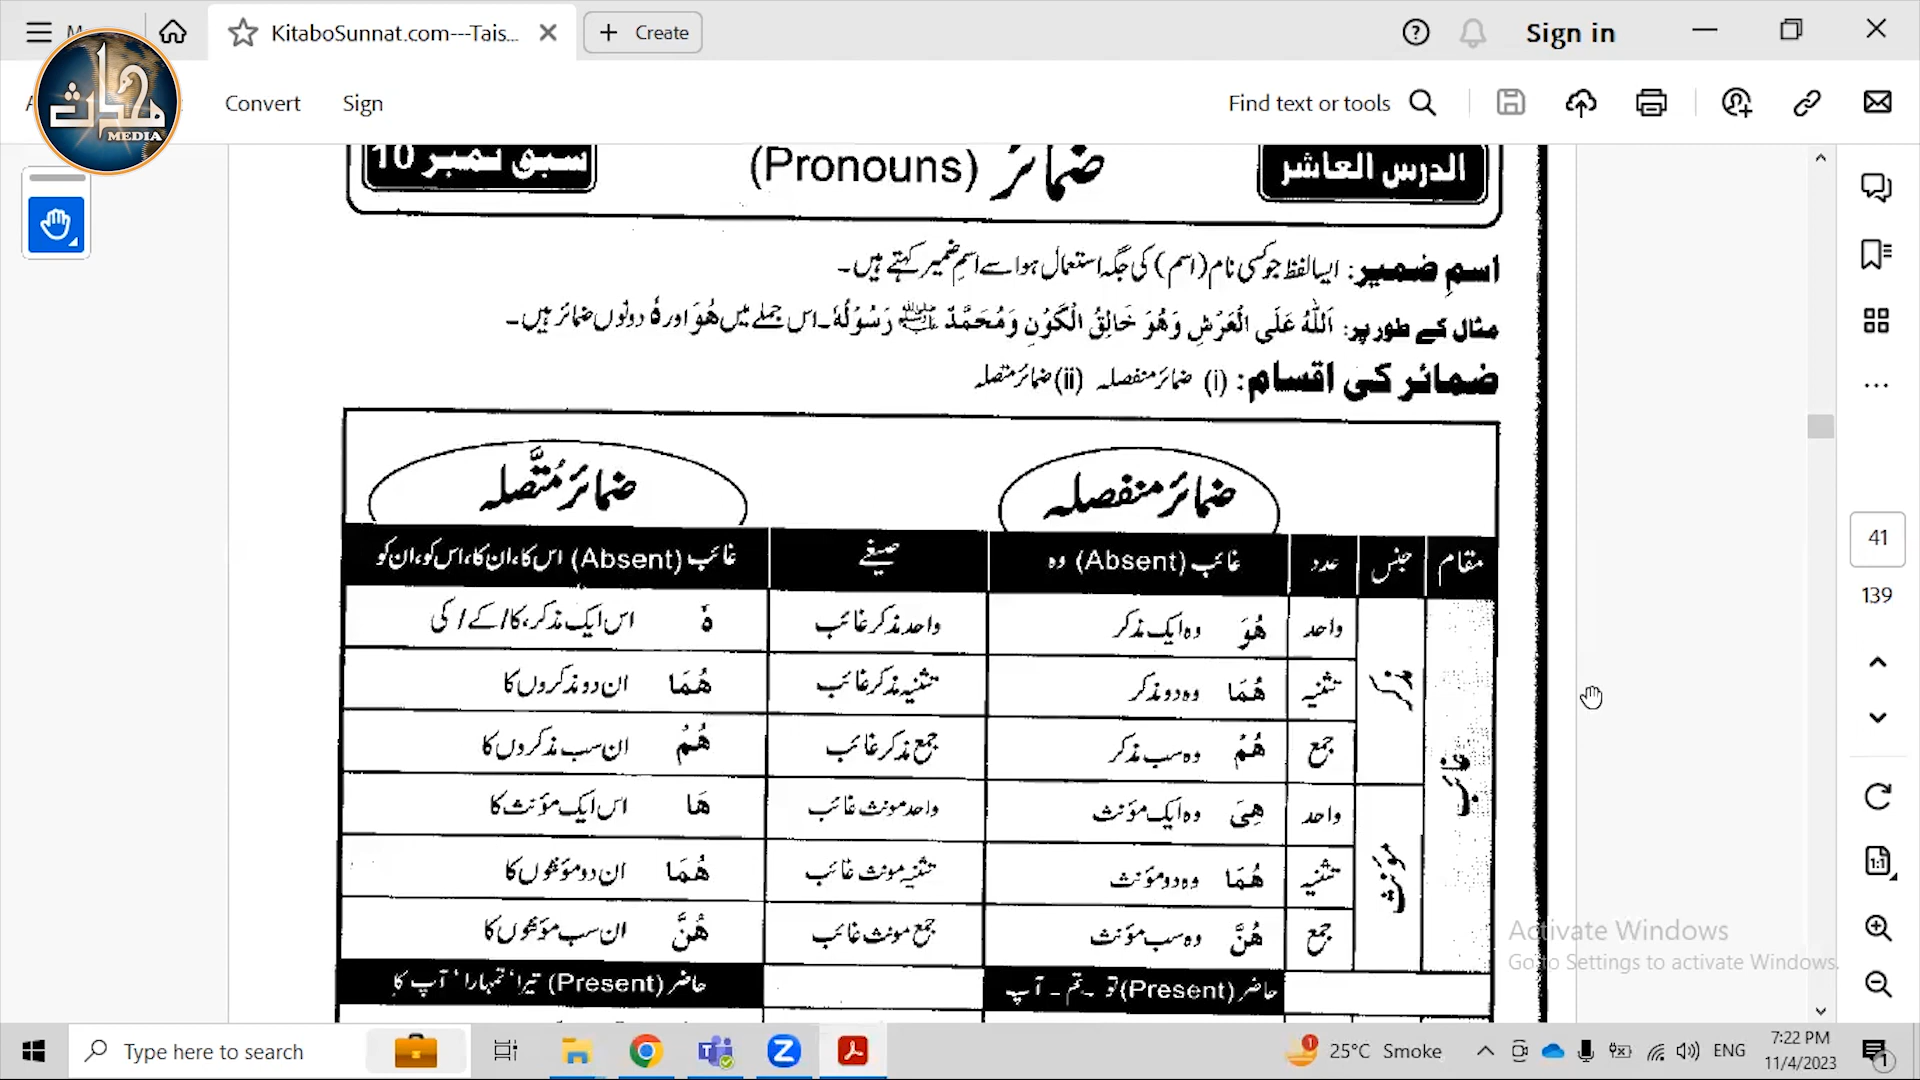 KitaboSunnat.com---Tais...
Create
Sign in
Convert
Sign
Find text or tools
MEDIA
الدرس العاشر
ضمائر (Pronouns)
سبق نمبر 10
اسمِ ضمیر: ایسا لفظ جو کسی نام (اسم) کی جگہ استعمال ہو اسے اسمِ ضمیر کہتے ہیں۔
مثال کے طور پر: اَللّٰهُ عَلَى الْعَرْشِ وَهُوَ خَالِقُ الْكَوْنِ وَمُحَمَّدٌ ﷺ رَسُوْلُهٗ۔ اس جملے میں هُوَ اور هٗ دونوں ضمائر ہیں۔
ضمائر کی اقسام: (i) ضمائر منفصلہ (ii) ضمائر متصلہ
ضمائر منفصلہ
ضمائر مُتَّصلہ
مقام جنس عدد غائب (Absent) وہ صیغے غائب (Absent) اس کا، ان کا، اس کو، ان کو
غائب
مذکر
واحد هُوَ وہ ایک مذکر واحد مذکر غائب هٗ اس ایک مذکر، کا / کے / کی
تثنیہ هُمَا وہ دو مذکر تثنیہ مذکر غائب هُمَا ان دو مذکروں کا
جمع هُمْ وہ سب مذکر جمع مذکر غائب هُمْ ان سب مذکروں کا
مؤنث
واحد هِيَ وہ ایک مؤنث واحد مونث غائب هَا اس ایک مؤنث کا
تثنیہ هُمَا وہ دو مؤنث تثنیہ مونث غائب هُمَا ان دو مؤنثوں کا
جمع هُنَّ وہ سب مؤنث جمع مونث غائب هُنَّ ان سب مؤنثوں کا
حاضر (Present) تو ۔ تم ۔ آپ حاضر (Present) تیرا، تمہارا، آپ کا
41
139
Activate Windows
Go to Settings to activate Windows.
Type here to search
25°C Smoke
ENG
7:22 PM
11/4/2023
1